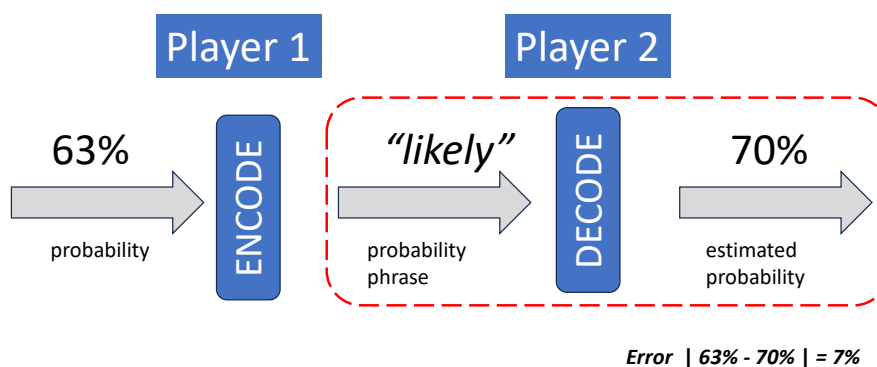 Player 1
Player 2
63%
“likely”
70%
ENCODE
DECODE
probability
probability
phrase
estimated
probability
Error | 63% - 70% | = 7%